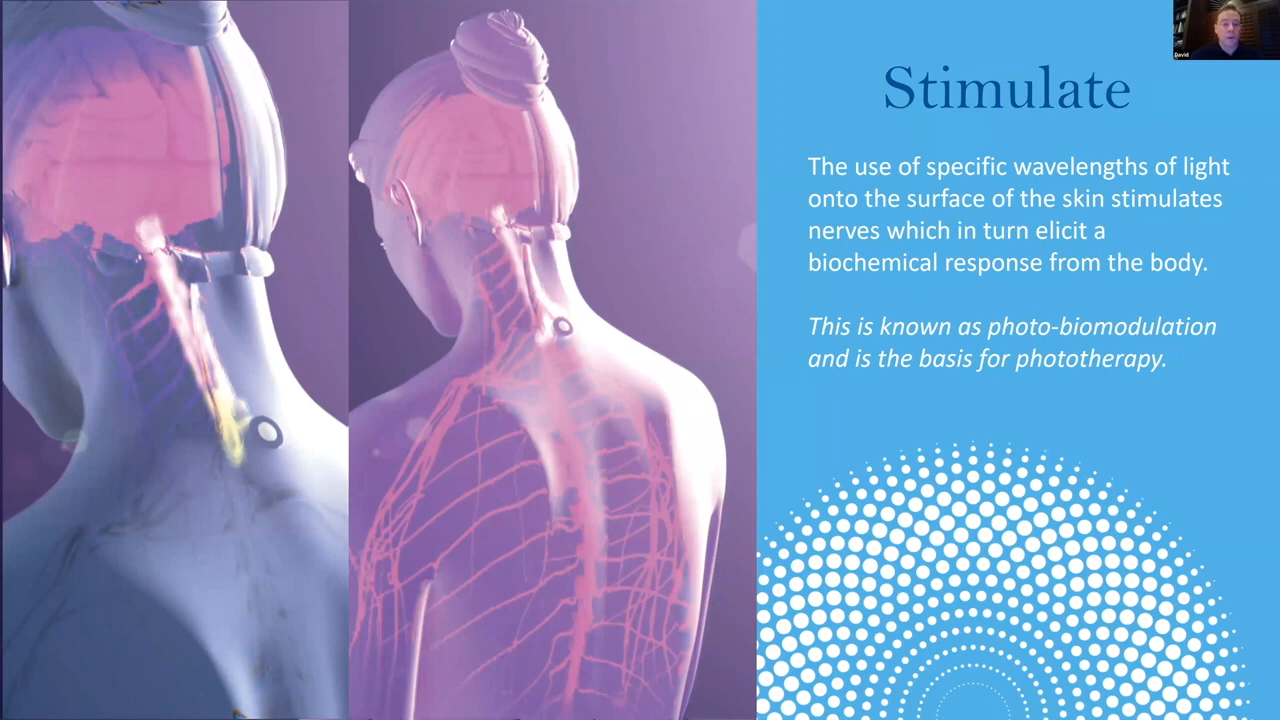 David
Stimulate
The use of specific wavelengths of light
onto the surface of the skin stimulates
nerves which in turn elicit a
biochemical response from the body.
This is known as photo-biomodulation
and is the basis for phototherapy.